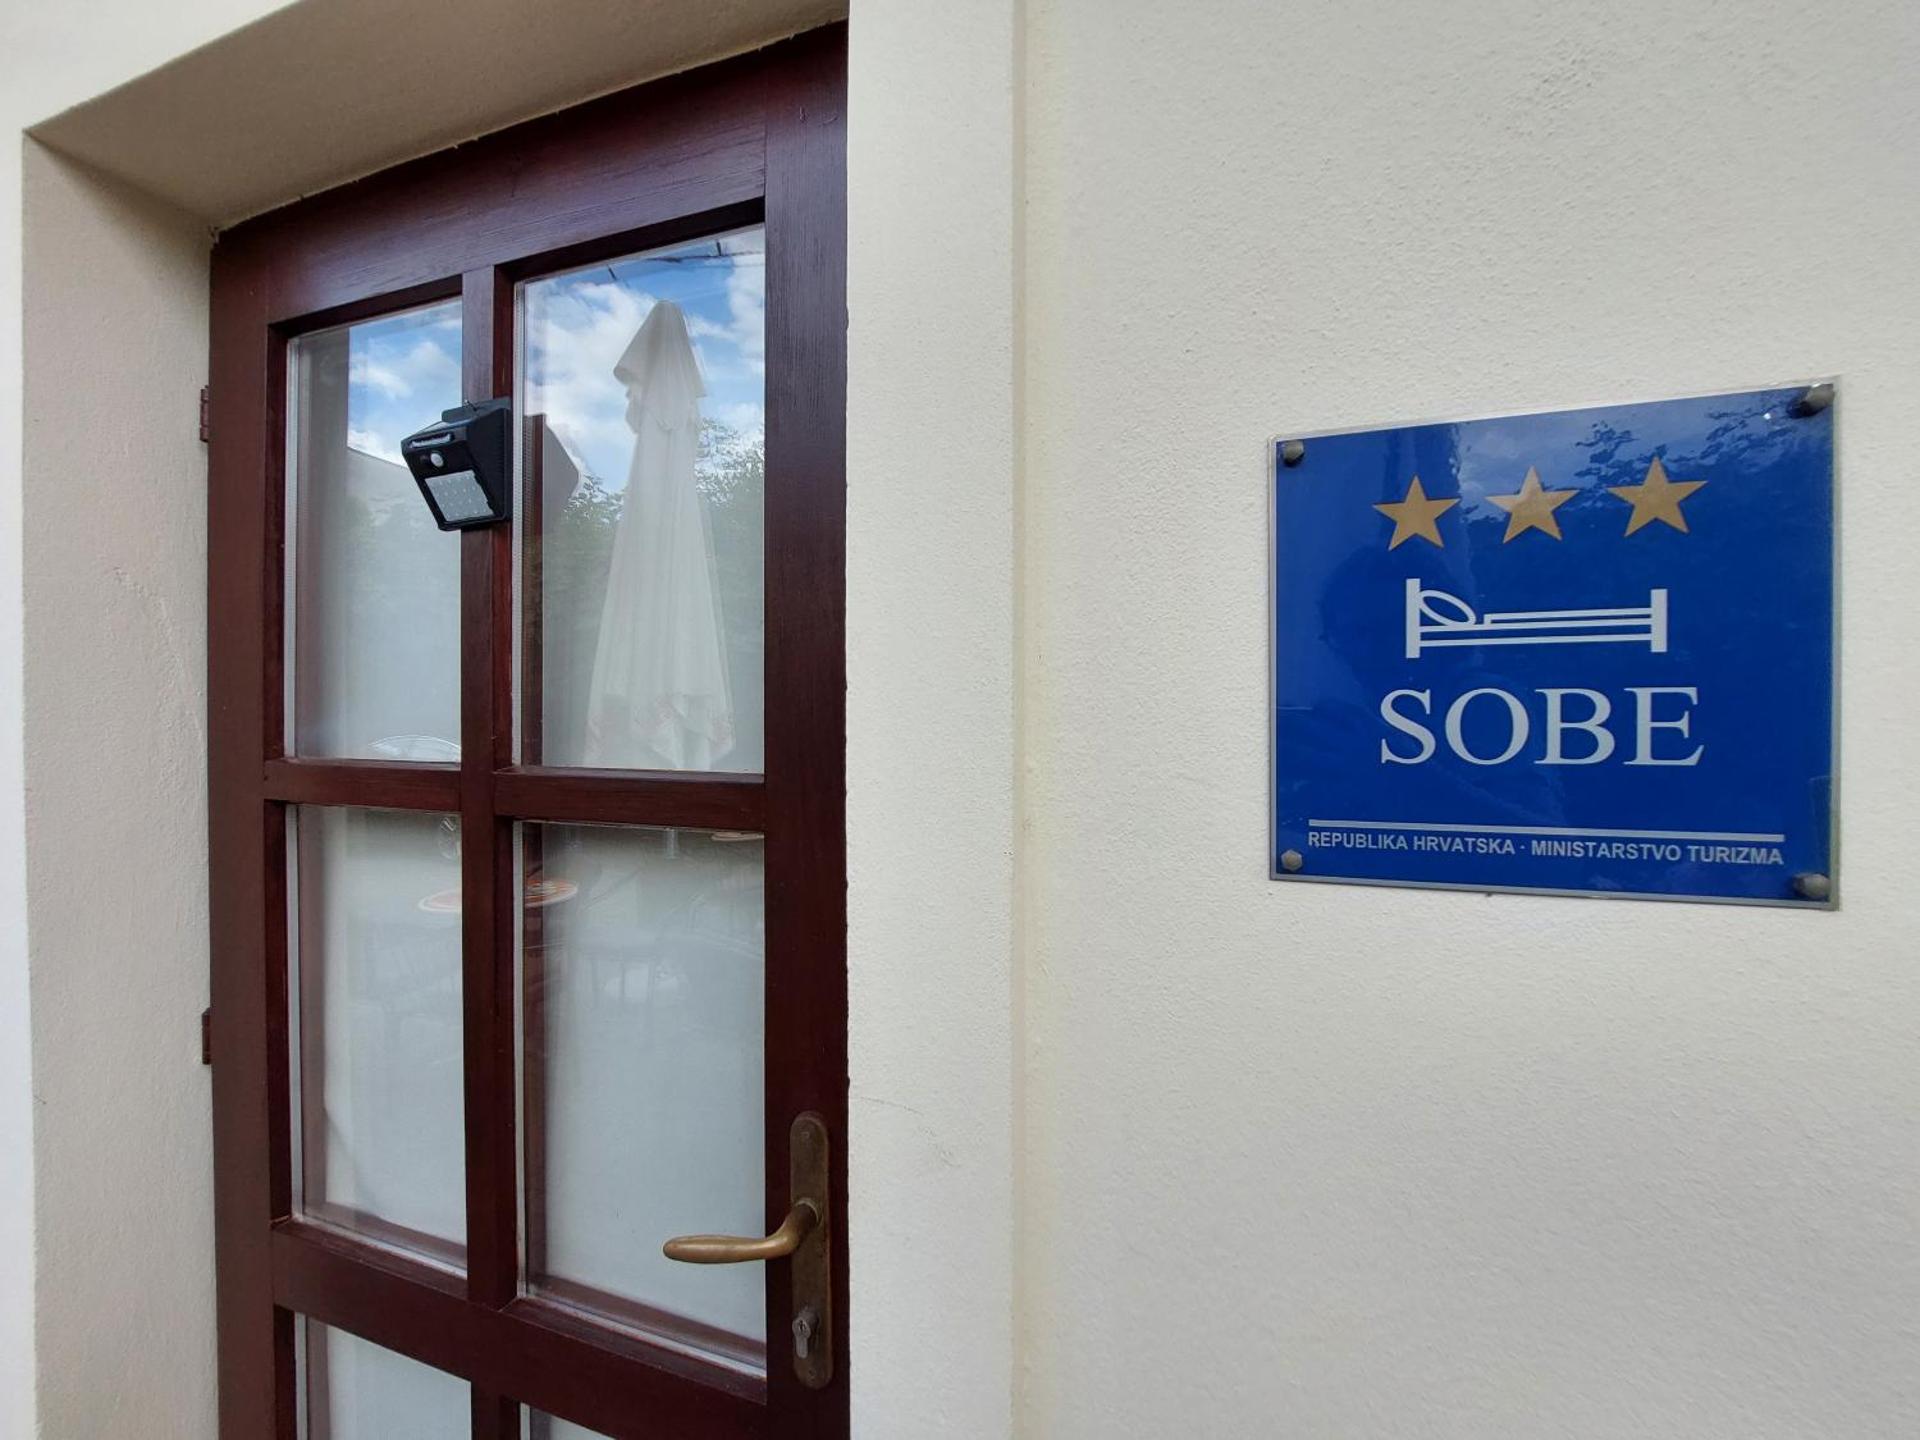 SOBE
REPUBLIKA HRVATSKA · MINISTARSTVO TURIZMA